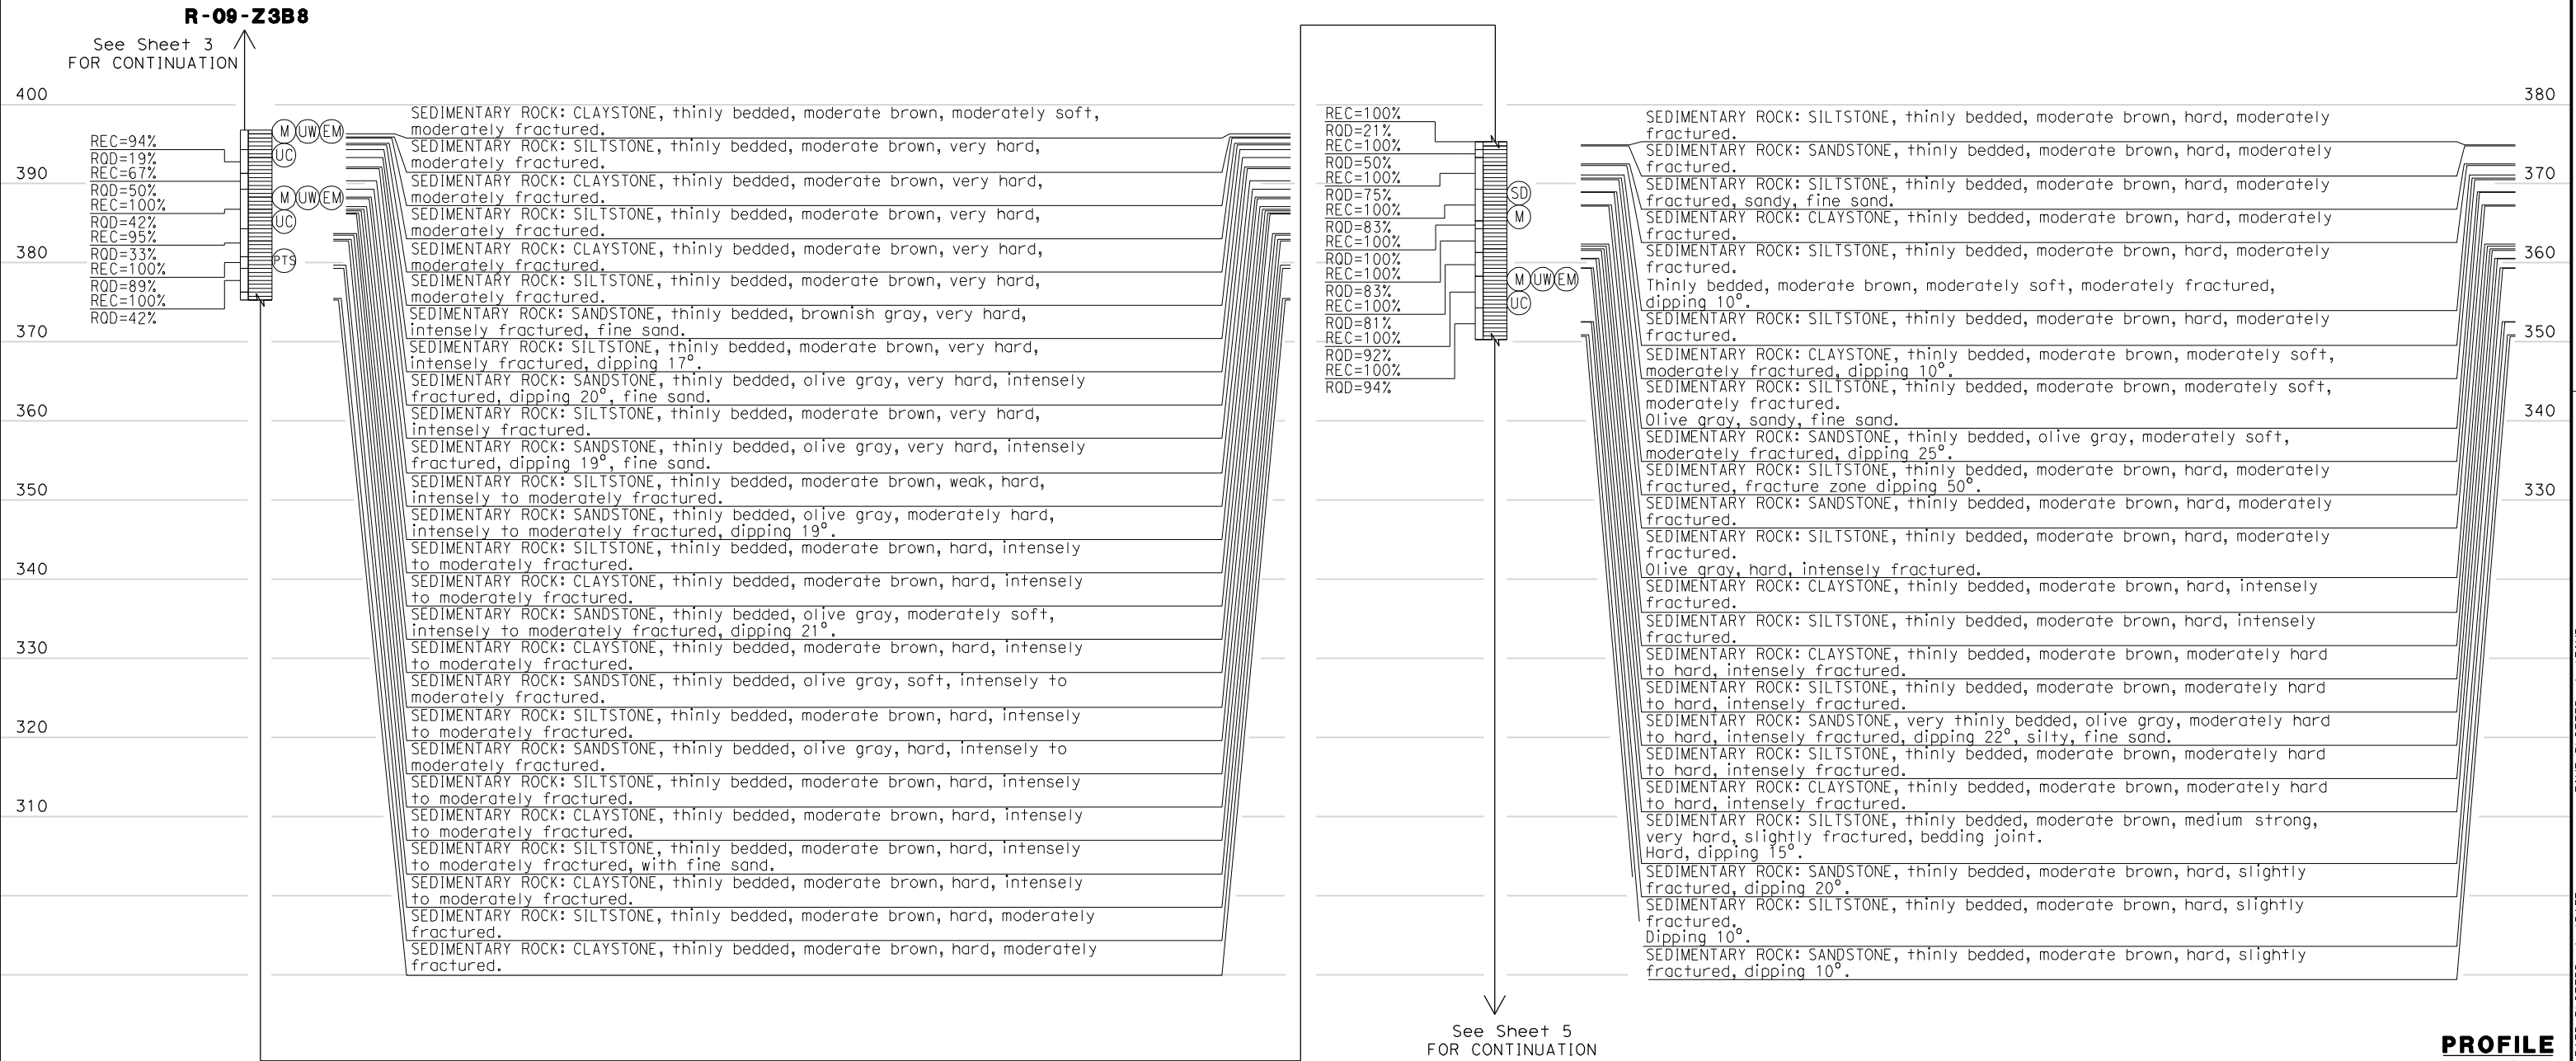 R-09-Z3B8
See Sheet 3
FOR CONTINUATION
400
390
380
370
360
350
340
330
320
310
REC=94%
RQD=19%
REC=67%
RQD=50%
REC=100%
RQD=42%
REC=95%
RQD=33%
REC=100%
RQD=89%
REC=100%
RQD=42%
M UW EM
UC
M UW EM
UC
PTS
SEDIMENTARY ROCK: CLAYSTONE, thinly bedded, moderate brown, moderately soft,
moderately fractured.
SEDIMENTARY ROCK: SILTSTONE, thinly bedded, moderate brown, very hard,
moderately fractured.
SEDIMENTARY ROCK: CLAYSTONE, thinly bedded, moderate brown, very hard,
moderately fractured.
SEDIMENTARY ROCK: SILTSTONE, thinly bedded, moderate brown, very hard,
moderately fractured.
SEDIMENTARY ROCK: CLAYSTONE, thinly bedded, moderate brown, very hard,
moderately fractured.
SEDIMENTARY ROCK: SILTSTONE, thinly bedded, moderate brown, very hard,
moderately fractured.
SEDIMENTARY ROCK: SANDSTONE, thinly bedded, brownish gray, very hard,
intensely fractured, fine sand.
SEDIMENTARY ROCK: SILTSTONE, thinly bedded, moderate brown, very hard,
intensely fractured, dipping 17°.
SEDIMENTARY ROCK: SANDSTONE, thinly bedded, olive gray, very hard, intensely
fractured, dipping 20°, fine sand.
SEDIMENTARY ROCK: SILTSTONE, thinly bedded, moderate brown, very hard,
intensely fractured.
SEDIMENTARY ROCK: SANDSTONE, thinly bedded, olive gray, very hard, intensely
fractured, dipping 19°, fine sand.
SEDIMENTARY ROCK: SILTSTONE, thinly bedded, moderate brown, weak, hard,
intensely to moderately fractured.
SEDIMENTARY ROCK: SANDSTONE, thinly bedded, olive gray, moderately hard,
intensely to moderately fractured, dipping 19°.
SEDIMENTARY ROCK: SILTSTONE, thinly bedded, moderate brown, hard, intensely
to moderately fractured.
SEDIMENTARY ROCK: CLAYSTONE, thinly bedded, moderate brown, hard, intensely
to moderately fractured.
SEDIMENTARY ROCK: SANDSTONE, thinly bedded, olive gray, moderately soft,
intensely to moderately fractured, dipping 21°.
SEDIMENTARY ROCK: CLAYSTONE, thinly bedded, moderate brown, hard, intensely
to moderately fractured.
SEDIMENTARY ROCK: SANDSTONE, thinly bedded, olive gray, soft, intensely to
moderately fractured.
SEDIMENTARY ROCK: SILTSTONE, thinly bedded, moderate brown, hard, intensely
to moderately fractured.
SEDIMENTARY ROCK: SANDSTONE, thinly bedded, olive gray, hard, intensely to
moderately fractured.
SEDIMENTARY ROCK: SILTSTONE, thinly bedded, moderate brown, hard, intensely
to moderately fractured.
SEDIMENTARY ROCK: CLAYSTONE, thinly bedded, moderate brown, hard, intensely
to moderately fractured.
SEDIMENTARY ROCK: SILTSTONE, thinly bedded, moderate brown, hard, intensely
to moderately fractured, with fine sand.
SEDIMENTARY ROCK: CLAYSTONE, thinly bedded, moderate brown, hard, intensely
to moderately fractured.
SEDIMENTARY ROCK: SILTSTONE, thinly bedded, moderate brown, hard, moderately
fractured.
SEDIMENTARY ROCK: CLAYSTONE, thinly bedded, moderate brown, hard, moderately
fractured.
REC=100%
RQD=21%
REC=100%
RQD=50%
REC=100%
RQD=75%
REC=100%
RQD=83%
REC=100%
RQD=100%
REC=100%
RQD=83%
REC=100%
RQD=81%
REC=100%
RQD=92%
REC=100%
RQD=94%
SD
M
M UW EM
UC
See Sheet 5
FOR CONTINUATION
SEDIMENTARY ROCK: SILTSTONE, thinly bedded, moderate brown, hard, moderately
fractured.
SEDIMENTARY ROCK: SANDSTONE, thinly bedded, moderate brown, hard, moderately
fractured.
SEDIMENTARY ROCK: SILTSTONE, thinly bedded, moderate brown, hard, moderately
fractured, sandy, fine sand.
SEDIMENTARY ROCK: CLAYSTONE, thinly bedded, moderate brown, hard, moderately
fractured.
SEDIMENTARY ROCK: SILTSTONE, thinly bedded, moderate brown, hard, moderately
fractured.
Thinly bedded, moderate brown, moderately soft, moderately fractured,
dipping 10°.
SEDIMENTARY ROCK: SILTSTONE, thinly bedded, moderate brown, hard, moderately
fractured.
SEDIMENTARY ROCK: CLAYSTONE, thinly bedded, moderate brown, moderately soft,
moderately fractured, dipping 10°.
SEDIMENTARY ROCK: SILTSTONE, thinly bedded, moderate brown, moderately soft,
moderately fractured.
Olive gray, sandy, fine sand.
SEDIMENTARY ROCK: SANDSTONE, thinly bedded, olive gray, moderately soft,
moderately fractured, dipping 25°.
SEDIMENTARY ROCK: SILTSTONE, thinly bedded, moderate brown, hard, moderately
fractured, fracture zone dipping 50°.
SEDIMENTARY ROCK: SANDSTONE, thinly bedded, moderate brown, hard, moderately
fractured.
SEDIMENTARY ROCK: SILTSTONE, thinly bedded, moderate brown, hard, moderately
fractured.
Olive gray, hard, intensely fractured.
SEDIMENTARY ROCK: CLAYSTONE, thinly bedded, moderate brown, hard, intensely
fractured.
SEDIMENTARY ROCK: SILTSTONE, thinly bedded, moderate brown, hard, intensely
fractured.
SEDIMENTARY ROCK: CLAYSTONE, thinly bedded, moderate brown, moderately hard
to hard, intensely fractured.
SEDIMENTARY ROCK: SILTSTONE, thinly bedded, moderate brown, moderately hard
to hard, intensely fractured.
SEDIMENTARY ROCK: SANDSTONE, very thinly bedded, olive gray, moderately hard
to hard, intensely fractured, dipping 22°, silty, fine sand.
SEDIMENTARY ROCK: SILTSTONE, thinly bedded, moderate brown, moderately hard
to hard, intensely fractured.
SEDIMENTARY ROCK: CLAYSTONE, thinly bedded, moderate brown, moderately hard
to hard, intensely fractured.
SEDIMENTARY ROCK: SILTSTONE, thinly bedded, moderate brown, medium strong,
very hard, slightly fractured, bedding joint.
Hard, dipping 15°.
SEDIMENTARY ROCK: SANDSTONE, thinly bedded, moderate brown, hard, slightly
fractured, dipping 20°.
SEDIMENTARY ROCK: SILTSTONE, thinly bedded, moderate brown, hard, slightly
fractured.
Dipping 10°.
SEDIMENTARY ROCK: SANDSTONE, thinly bedded, moderate brown, hard, slightly
fractured, dipping 10°.
380
370
360
350
340
330
PROFILE